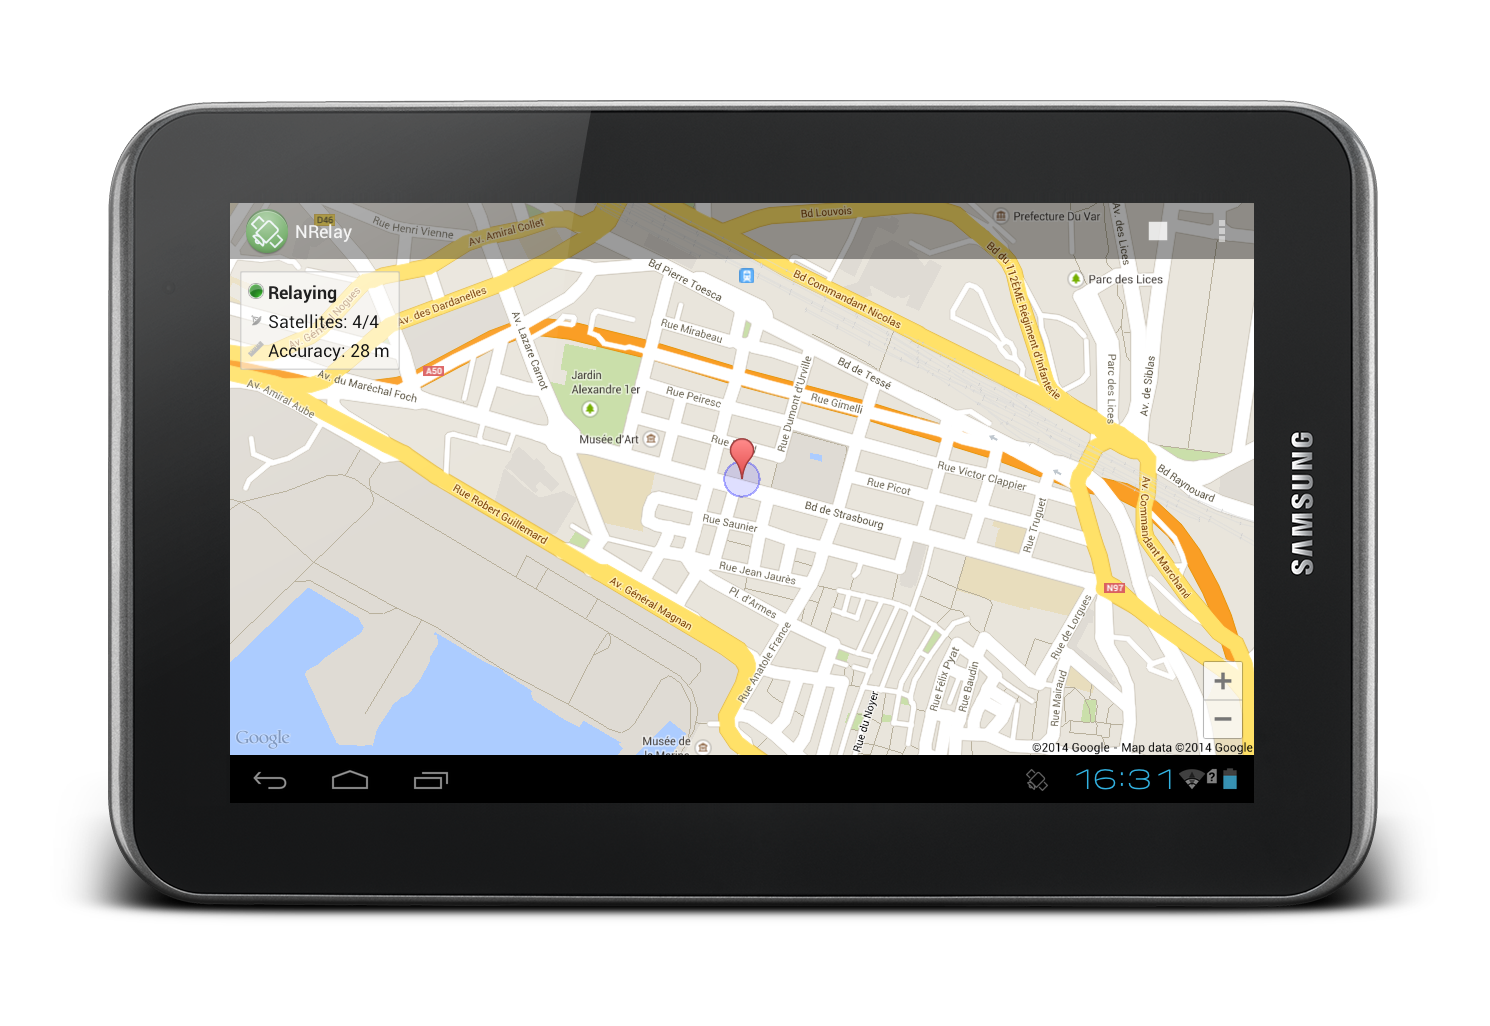 D46
Rue Henri Vienne
Av. Amiral Collet
Bd Louvois
Prefecture Du Var
Av. des Lices
NRelay
Relaying
Satellites: 4/4
Accuracy: 28 m
Av. des Dardanelles
Bd Pierre Toesca
Bd Commandant Nicolas
Bd du 112ÈME Régiment d'Infanterie
Parc des Lices
Rue Mirabeau
Av. Lazare Carnot
Bd de Tessé
Parc des Lices
Av. de Siblas
A50
Av. du Maréchal Foch
Av. Amiral Aube
Jardin
Alexandre 1er
Rue Peiresc
Rue Dumont d'Urville
Rue Gimelli
Musée d'Art
Rue
Rue Victor Clappier
Bd Raynouard
Rue Picot
Rue Robert Guillemard
Bd de Strasbourg
Rue Saunier
Rue Truguet
Av. Commandant Marchand
Rue Jean Jaurès
Av. Général Magnan
Pl. d'Armes
N97
Rue de Lorgues
Rue Anatole France
Rue Félix Pyat
Rue Baudin
Rue Mairaud
Rue du Noyer
+
−
Google
Musée de
la Marine
©2014 Google - Map data ©2014 Google
16:31
?
SAMSUNG